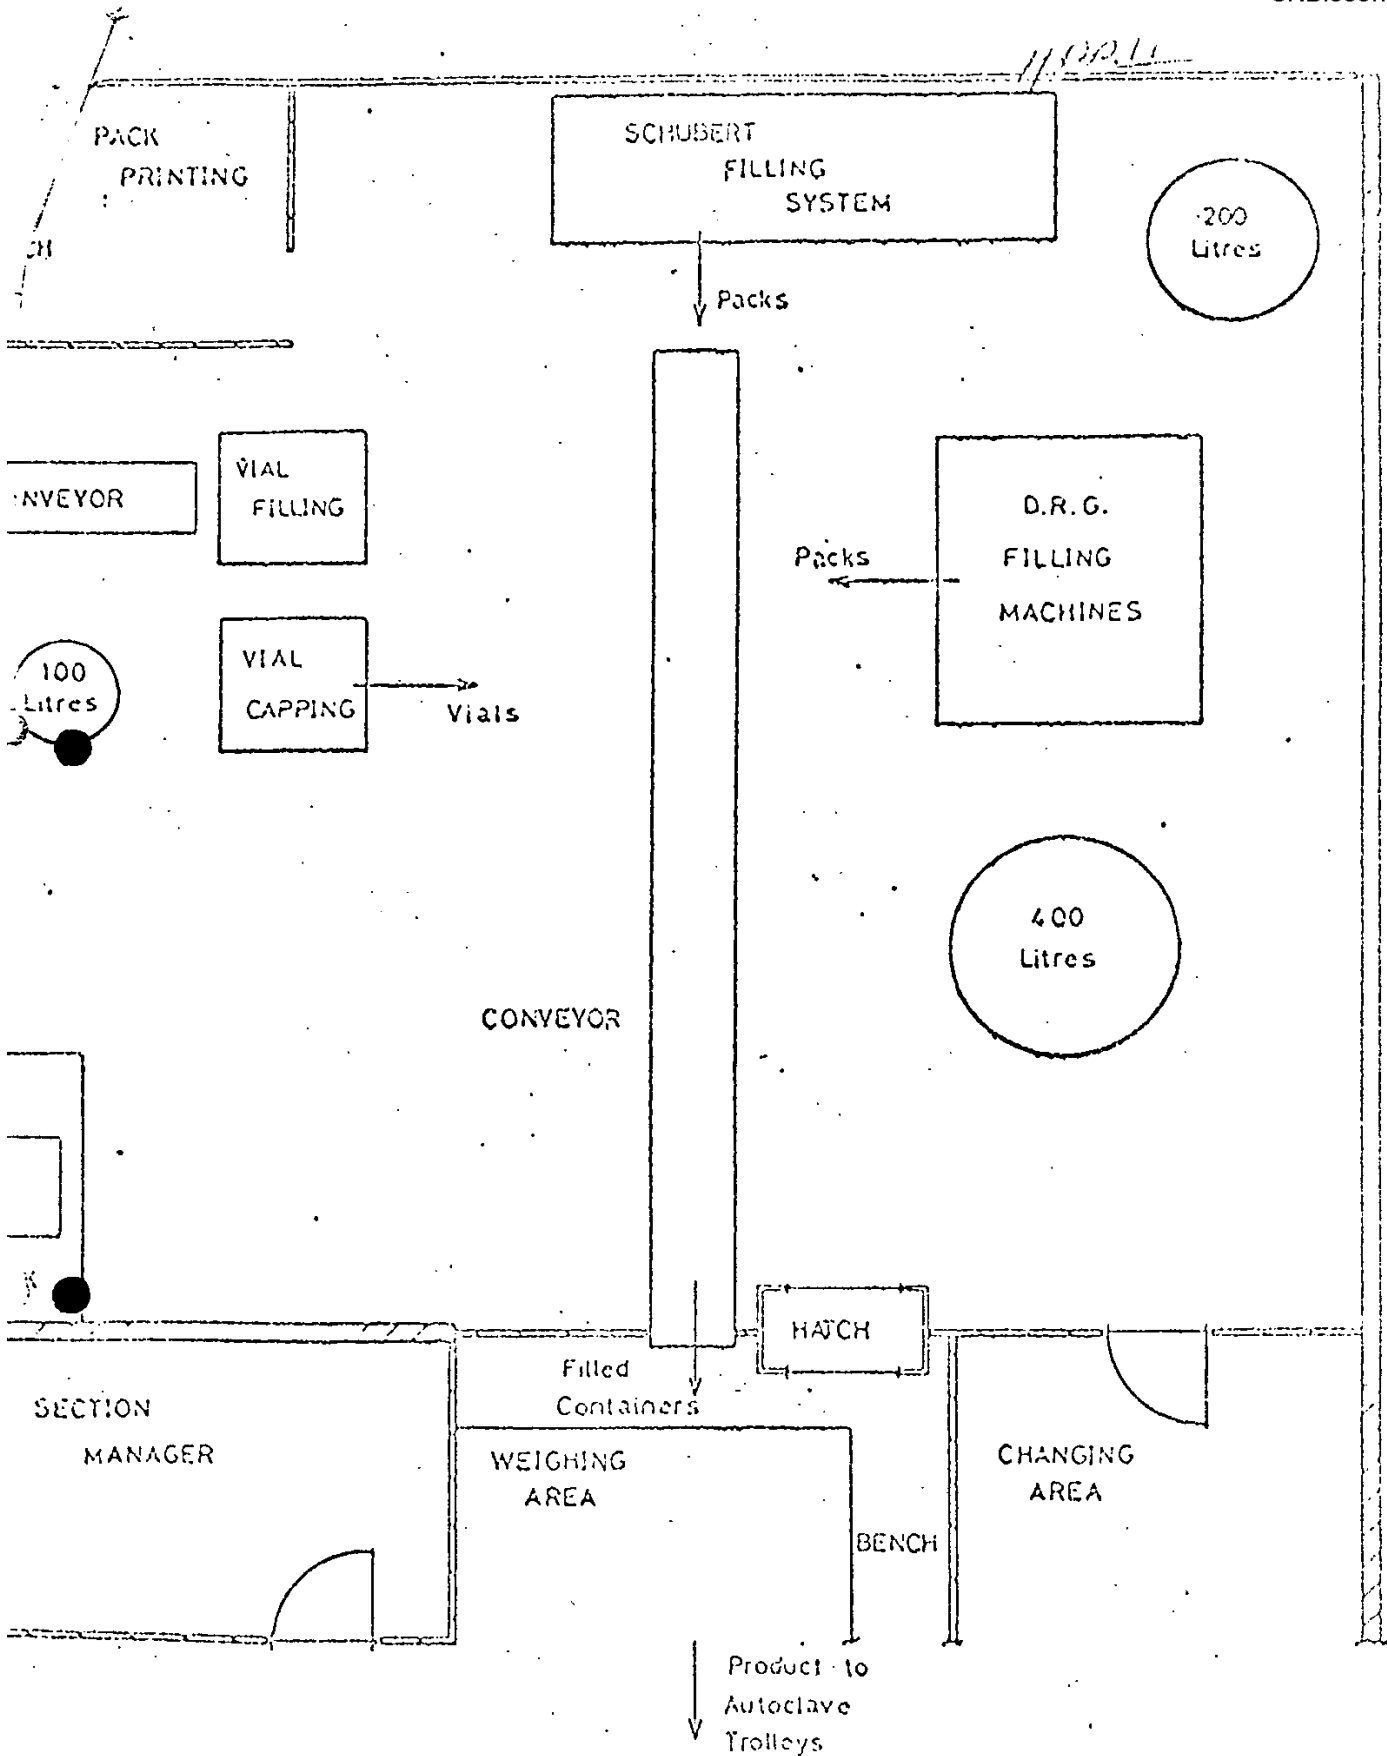 PACK
PRINTING
SCHUBERT
FILLING
SYSTEM
200
Litres
Packs
VIAL
FILLING
NVEYOR
D.R.G.
FILLING
MACHINES
Packs
100
Litres
VIAL
CAPPING
Vials
400
Litres
CONVEYOR
HATCH
Filled
Containers
SECTION
MANAGER
WEIGHING
AREA
CHANGING
AREA
BENCH
Product to
Autoclave
Trolleys